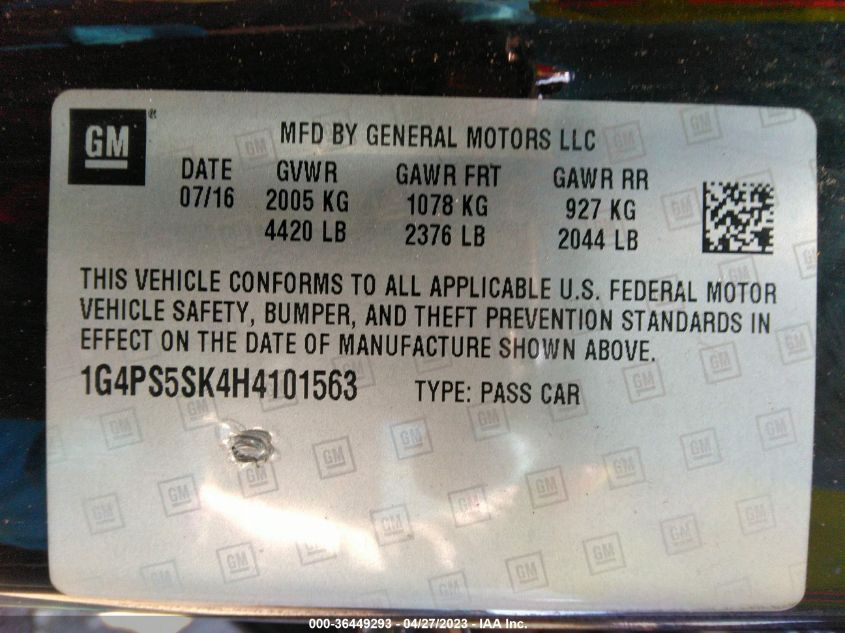 GM ®
MFD BY GENERAL MOTORS LLC
DATE GVWR GAWR FRT GAWR RR
07/16 2005 KG 1078 KG 927 KG
4420 LB 2376 LB 2044 LB
THIS VEHICLE CONFORMS TO ALL APPLICABLE U.S. FEDERAL MOTOR
VEHICLE SAFETY, BUMPER, AND THEFT PREVENTION STANDARDS IN
EFFECT ON THE DATE OF MANUFACTURE SHOWN ABOVE.
1G4PS5SK4H4101563 TYPE: PASS CAR
000-36449293 - 04/27/2023 - IAA Inc.